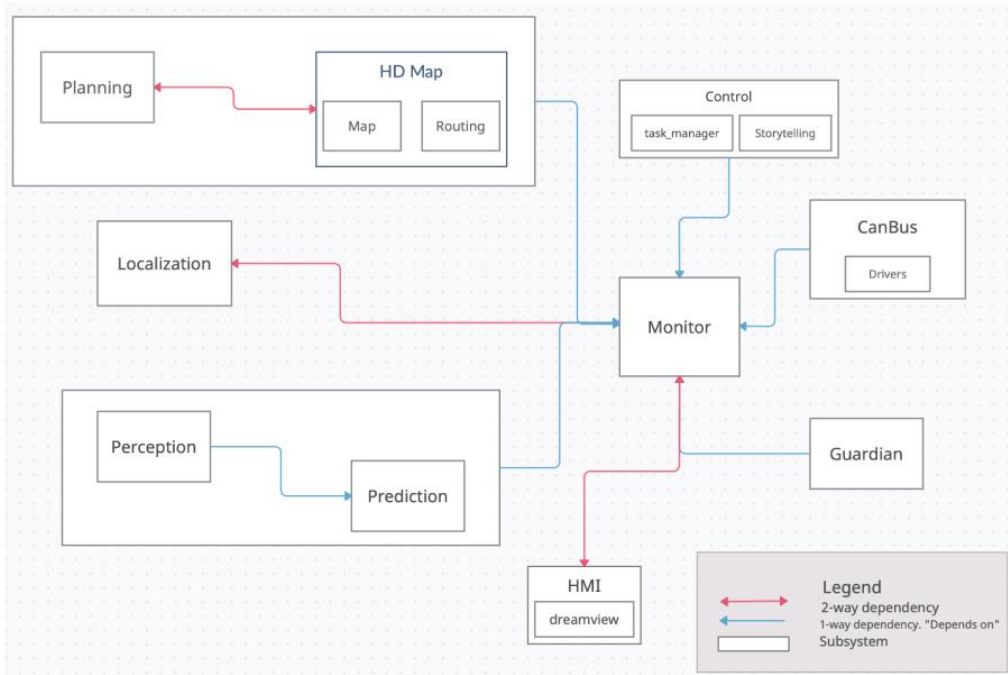 Planning
HD Map
Map
Routing
Control
task_manager
Storytelling
Localization
CanBus
Drivers
Monitor
Perception
Prediction
Guardian
HMI
dreamview
Legend
2-way dependency
1-way dependency. "Depends on"
Subsystem